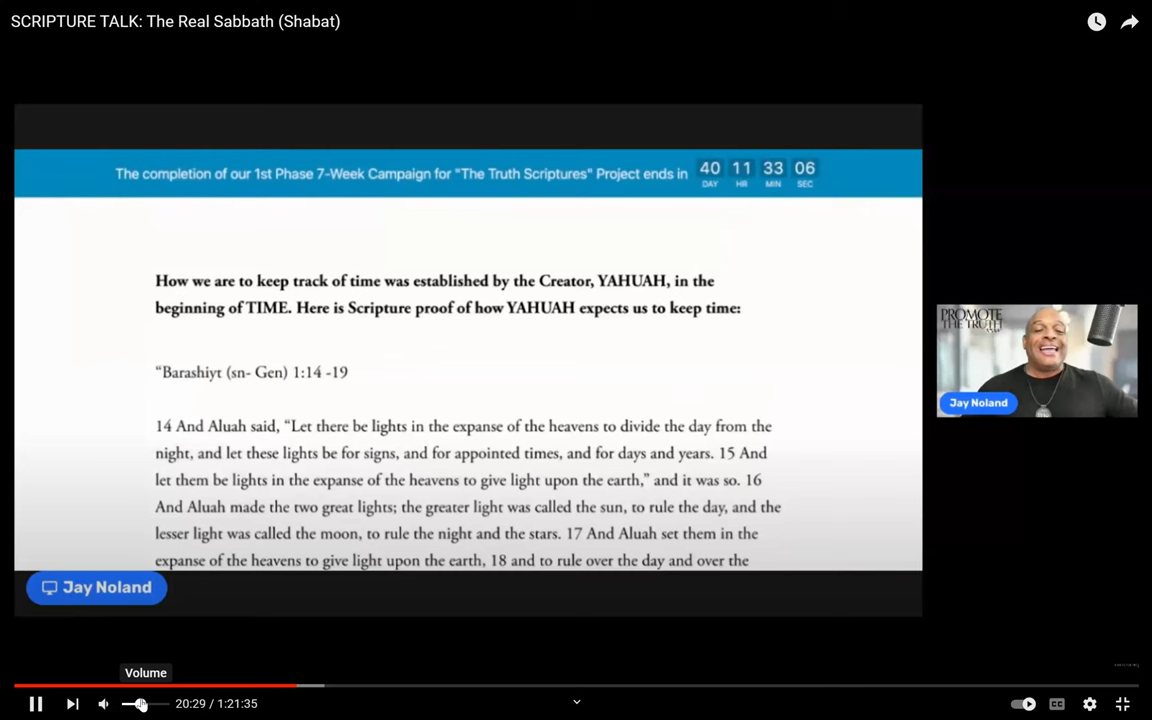 SCRIPTURE TALK: The Real Sabbath (Shabat)
The completion of our 1st Phase 7-Week Campaign for "The Truth Scriptures" Project ends in 40 11 33 06
DAY HR MIN SEC
How we are to keep track of time was established by the Creator, YAHUAH, in the
beginning of TIME. Here is Scripture proof of how YAHUAH expects us to keep time:
“Barashiyt (sn- Gen) 1:14 -19
14 And Aluah said, “Let there be lights in the expanse of the heavens to divide the day from the
night, and let these lights be for signs, and for appointed times, and for days and years. 15 And
let them be lights in the expanse of the heavens to give light upon the earth,” and it was so. 16
And Aluah made the two great lights; the greater light was called the sun, to rule the day, and the
lesser light was called the moon, to rule the night and the stars. 17 And Aluah set them in the
expanse of the heavens to give light upon the earth, 18 and to rule over the day and over the
PROMOTE
THE TRUTH
Jay Noland
Jay Noland
Volume
20:29 / 1:21:35
CC